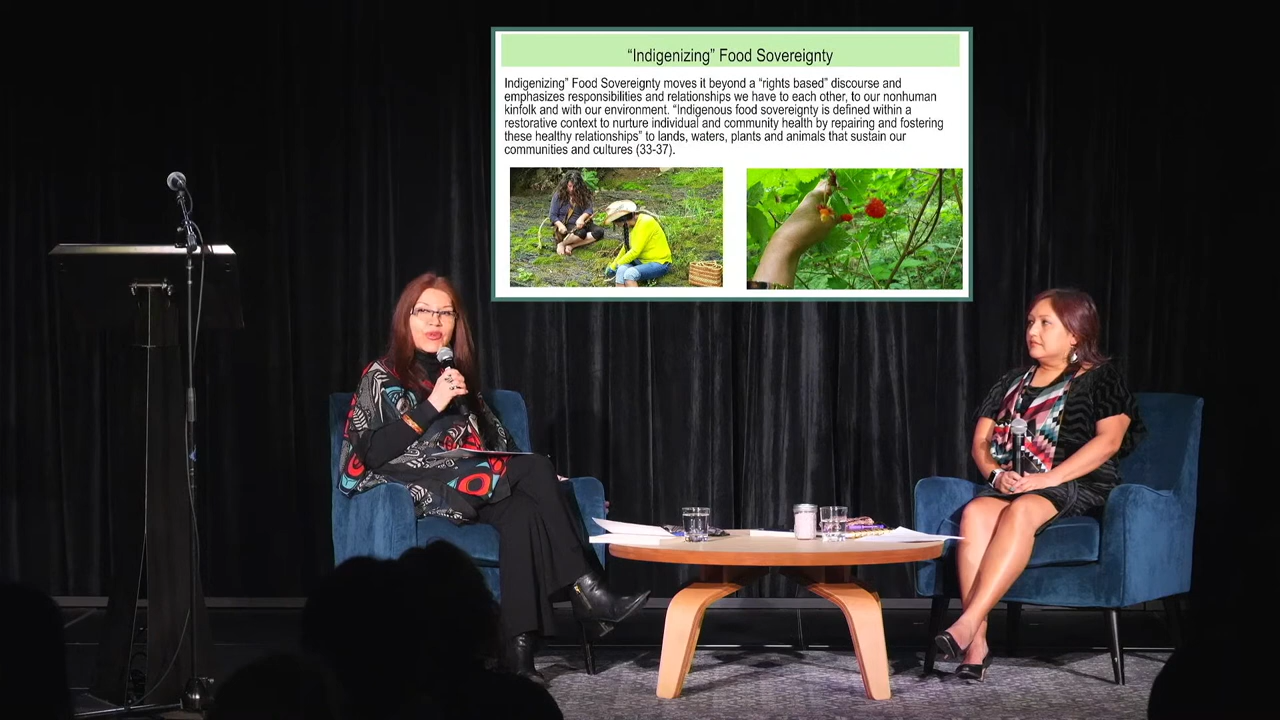 “Indigenizing” Food Sovereignty
Indigenizing” Food Sovereignty moves it beyond a “rights based” discourse and
emphasizes responsibilities and relationships we have to each other, to our nonhuman
kinfolk and with our environment. “Indigenous food sovereignty is defined within a
restorative context to nurture individual and community health by repairing and fostering
these healthy relationships” to lands, waters, plants and animals that sustain our
communities and cultures (33-37).